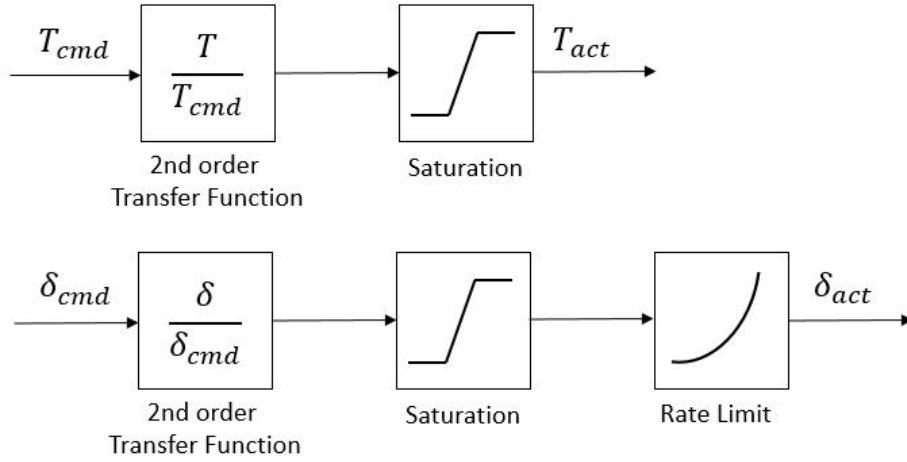 T_cmd
T
T_cmd
T_act
2nd order
Transfer Function
Saturation
δ_cmd
δ
δ_cmd
δ_act
2nd order
Transfer Function
Saturation
Rate Limit